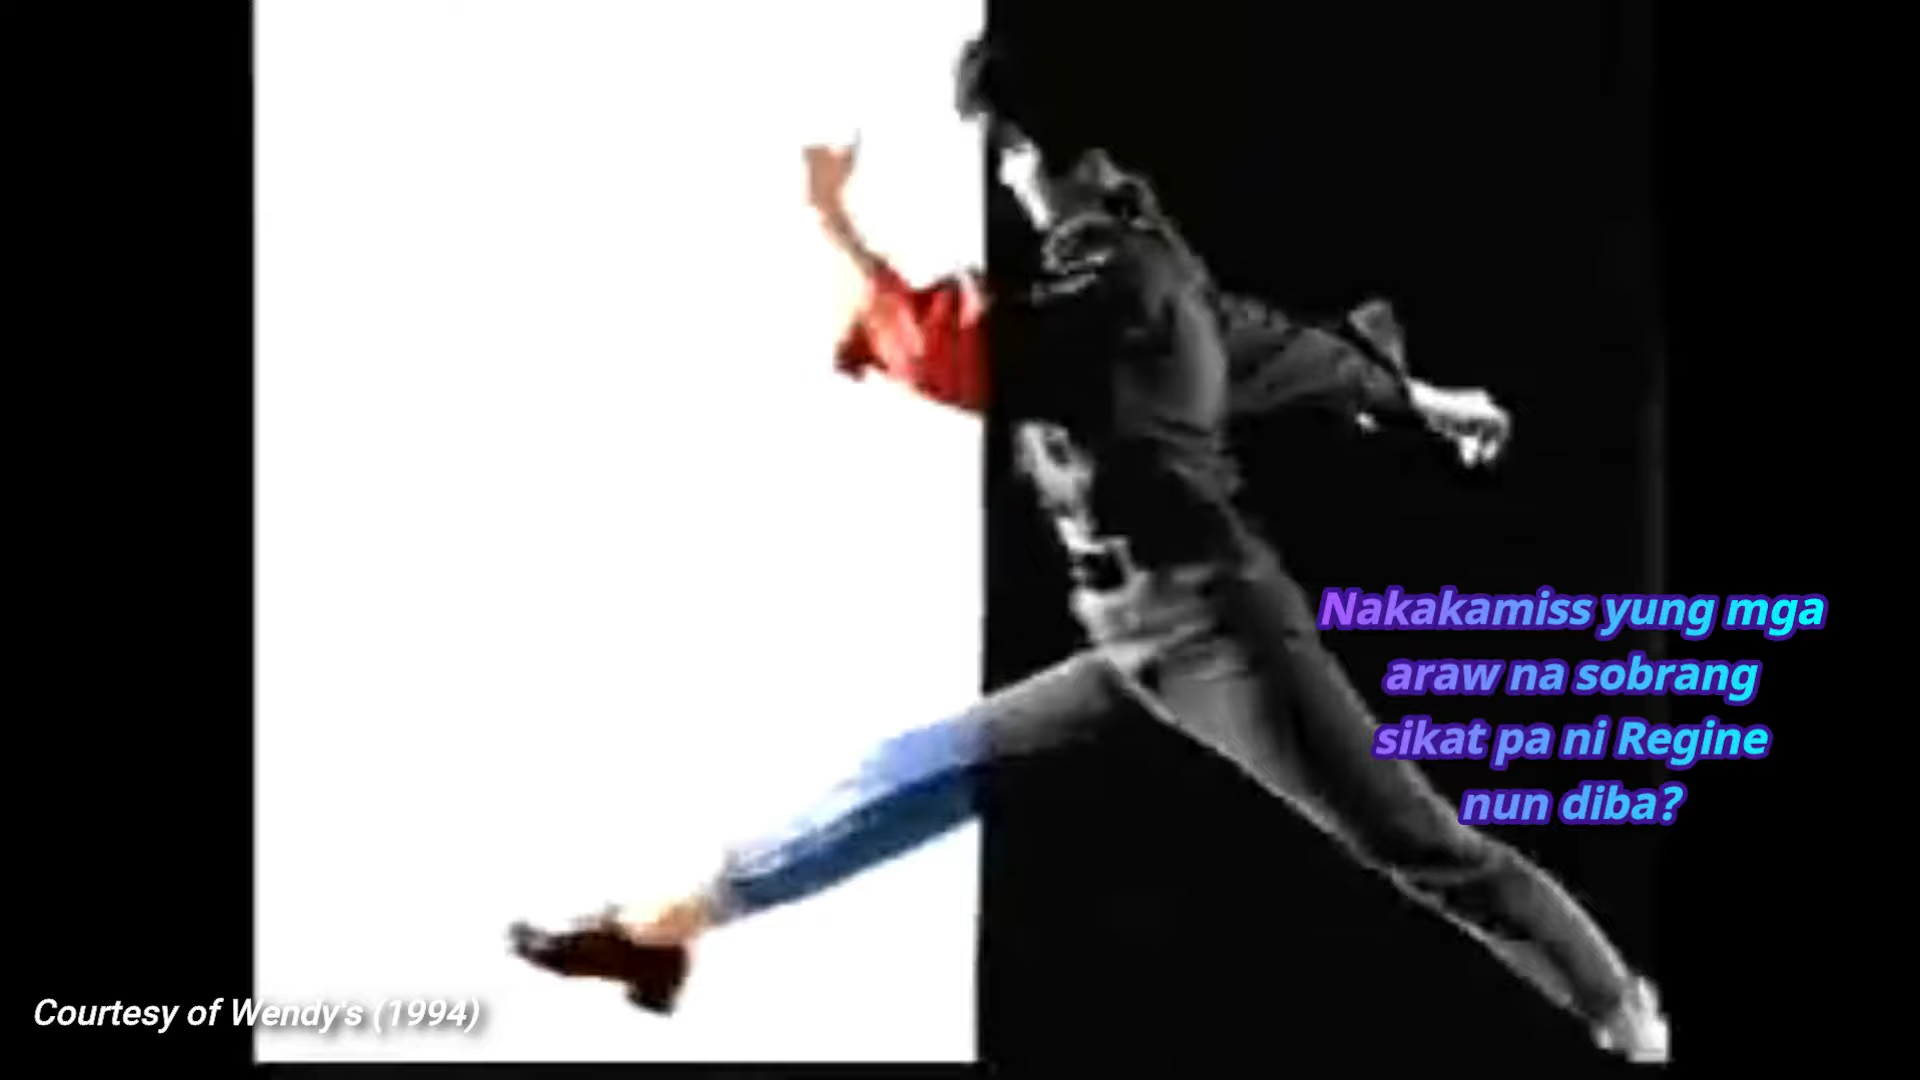 Nakakamiss yung mga
araw na sobrang
sikat pa ni Regine
nun diba?
Courtesy of Wendy's (1994)